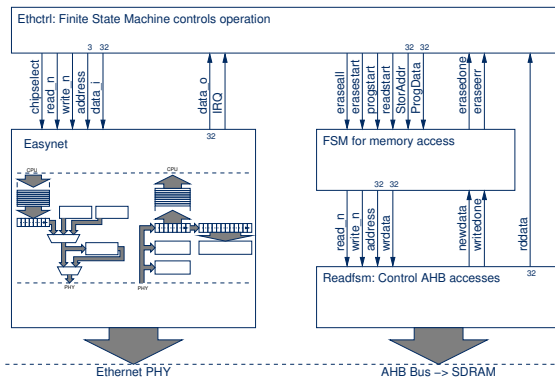 Ethctrl: Finite State Machine controls operation
chipselect
read_n
write_n
address
3
data_i
32
data_o
32
IRQ
eraseall
erasestart
progstart
readstart
StorAddr
32
ProgData
32
erasedone
eraseerr
Easynet
CPU
CPU
PHY
PHY
FSM for memory access
read_n
write_n
address
32
wrdata
32
newdata
writedone
rddata
32
Readfsm: Control AHB accesses
Ethernet PHY
AHB Bus -> SDRAM